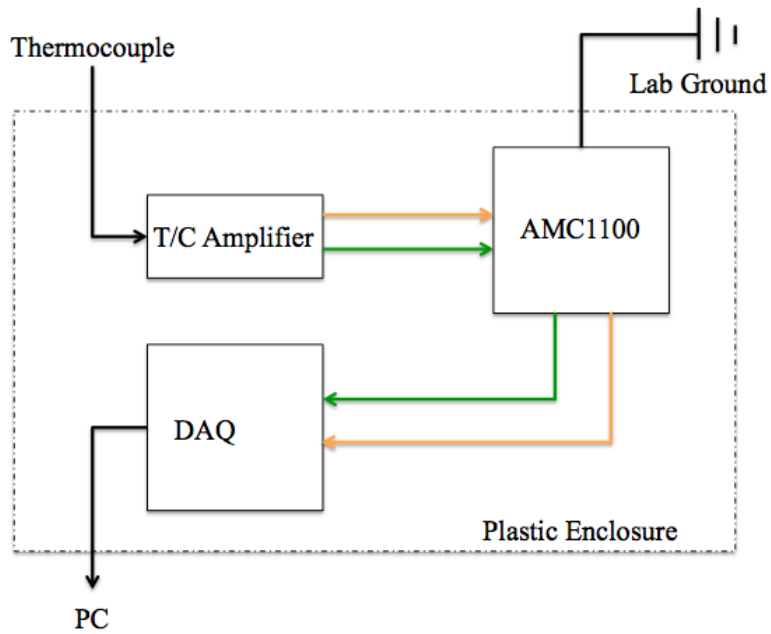 Thermocouple
Lab Ground
T/C Amplifier
AMC1100
DAQ
Plastic Enclosure
PC